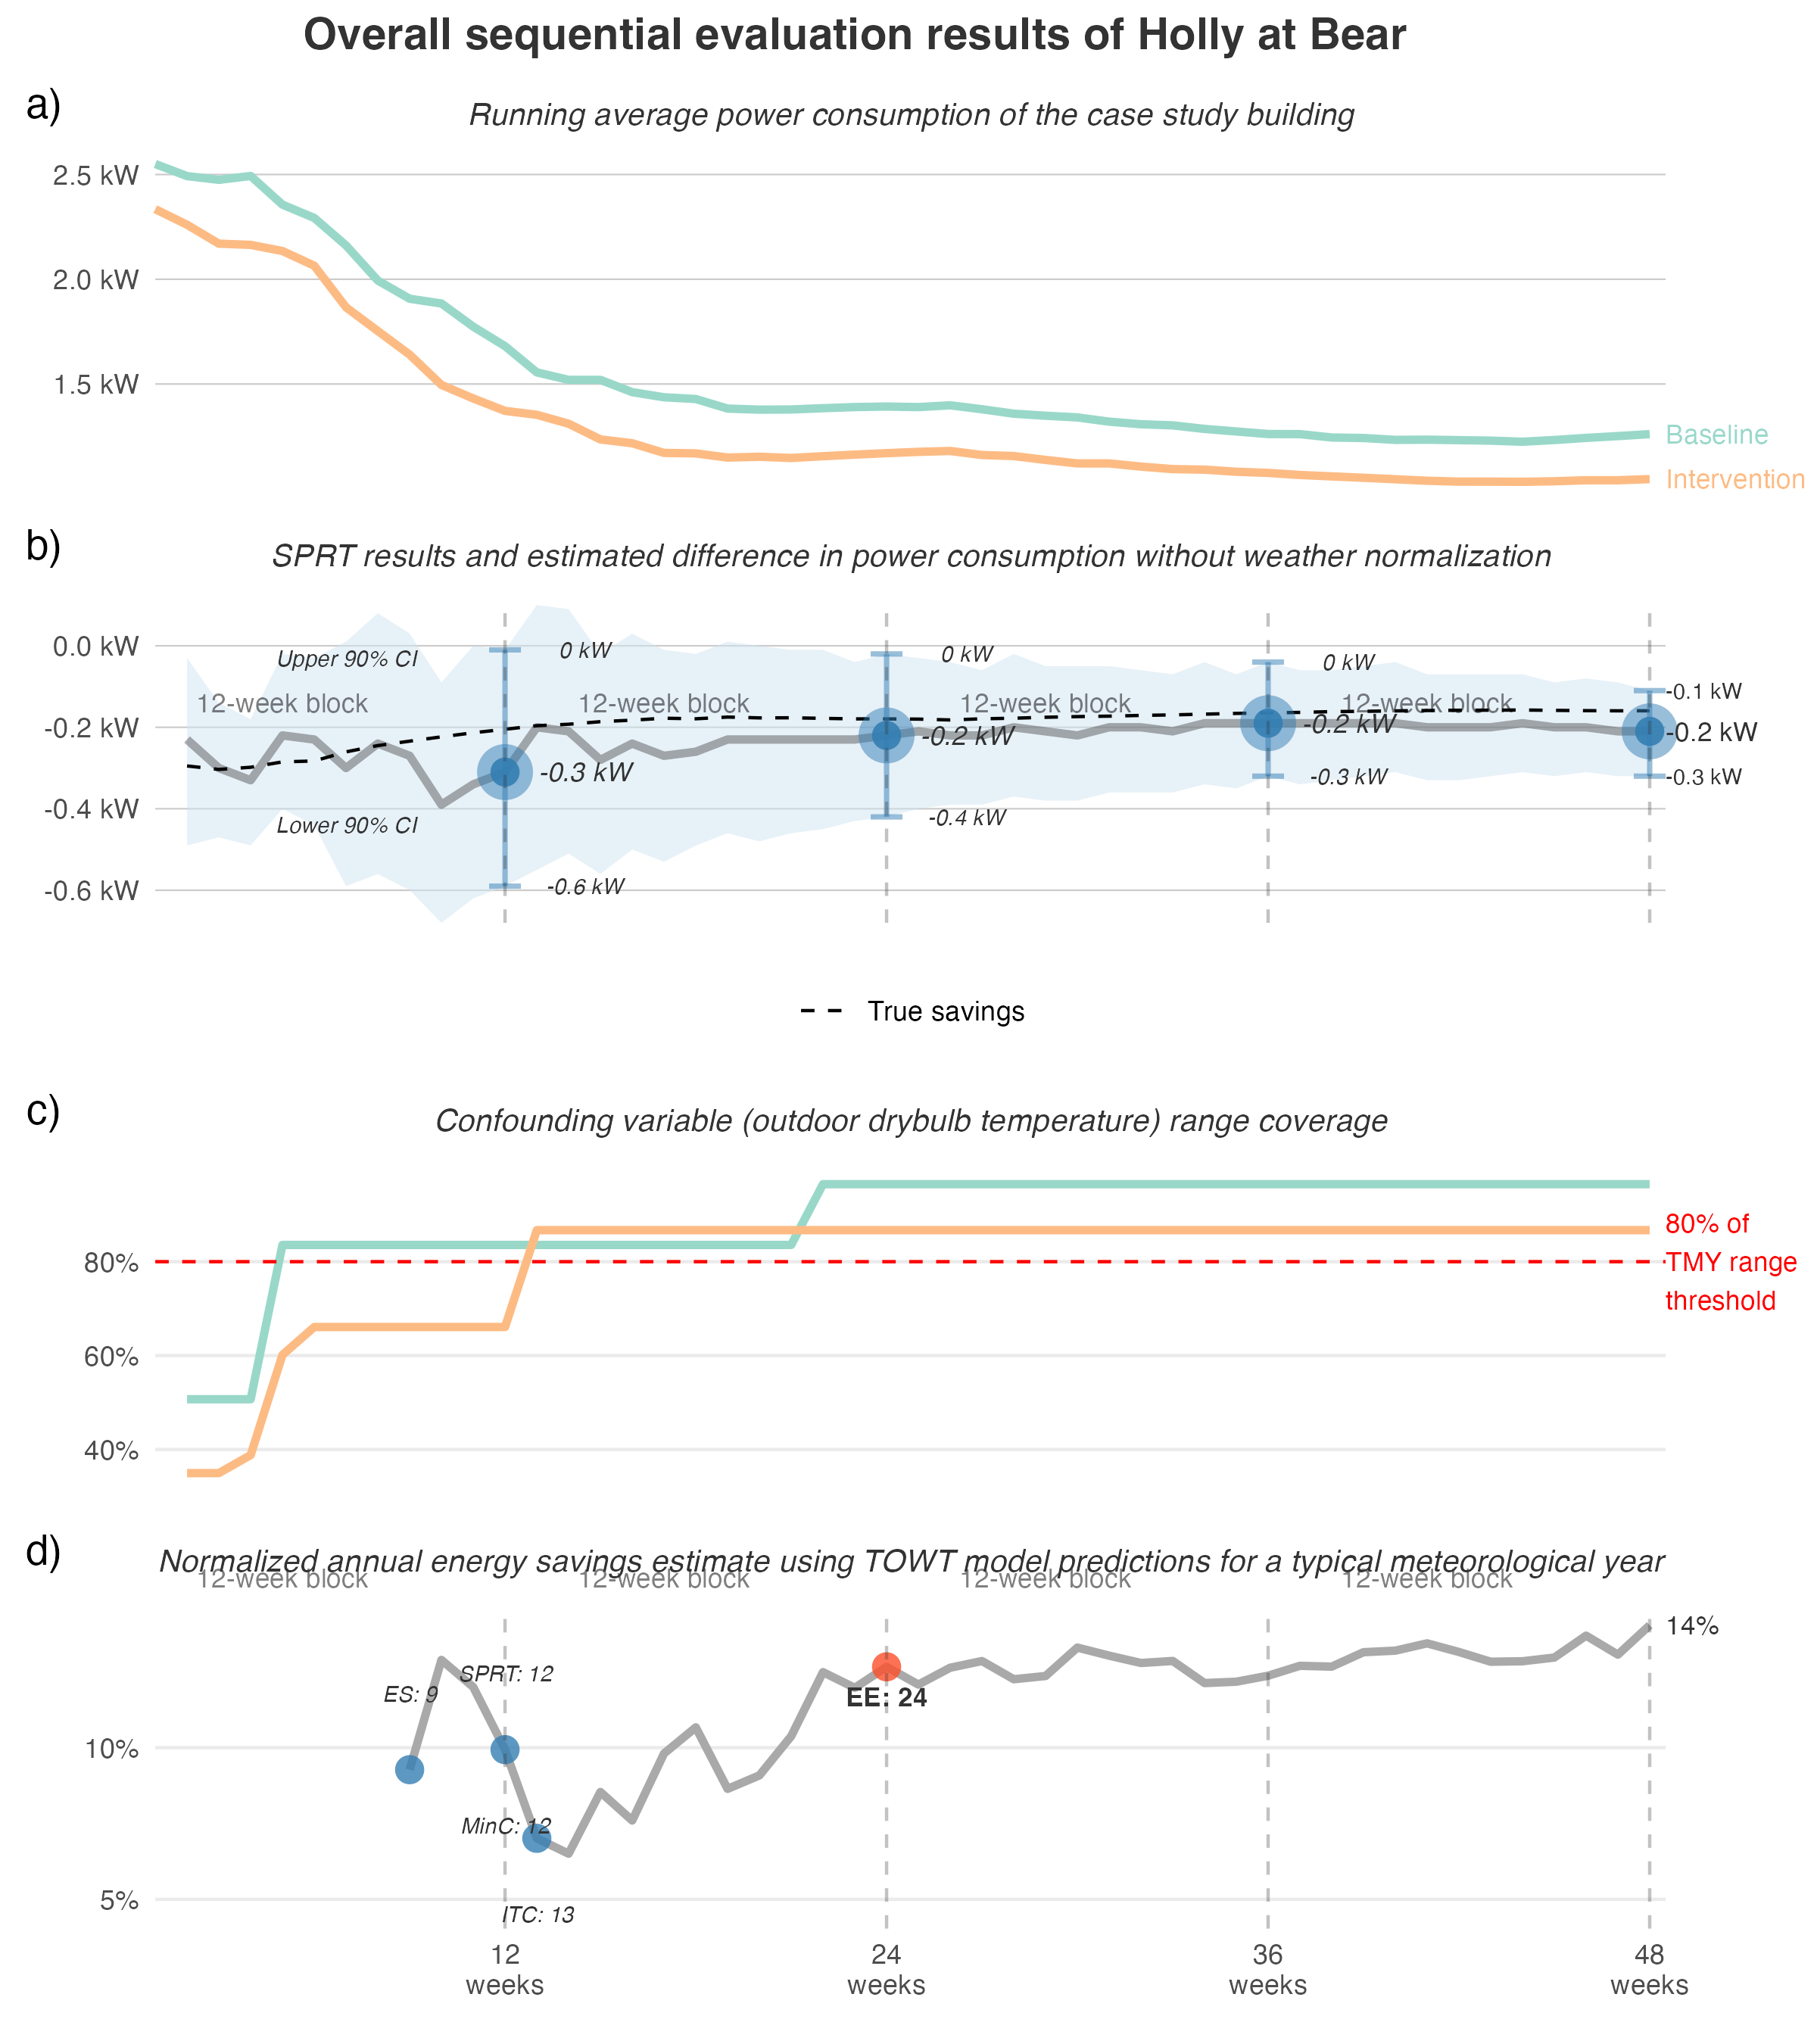 Overall sequential evaluation results of Holly at Bear
a)
Running average power consumption of the case study building
2.5 kW
2.0 kW
1.5 kW
Baseline
Intervention
b)
SPRT results and estimated difference in power consumption without weather normalization
0.0 kW
-0.2 kW
-0.4 kW
-0.6 kW
Upper 90% CI
Lower 90% CI
12-week block
12-week block
12-week block
12-week block
0 kW
-0.3 kW
-0.6 kW
0 kW
-0.2 kW
-0.4 kW
0 kW
-0.2 kW
-0.3 kW
-0.1 kW
-0.2 kW
-0.3 kW
True savings
c)
Confounding variable (outdoor drybulb temperature) range coverage
80%
60%
40%
80% of
TMY range
threshold
d)
Normalized annual energy savings estimate using TOWT model predictions for a typical meteorological year
12-week block
12-week block
12-week block
12-week block
14%
10%
5%
ES: 9
SPRT: 12
MinC: 12
ITC: 13
EE: 24
12
weeks
24
weeks
36
weeks
48
weeks